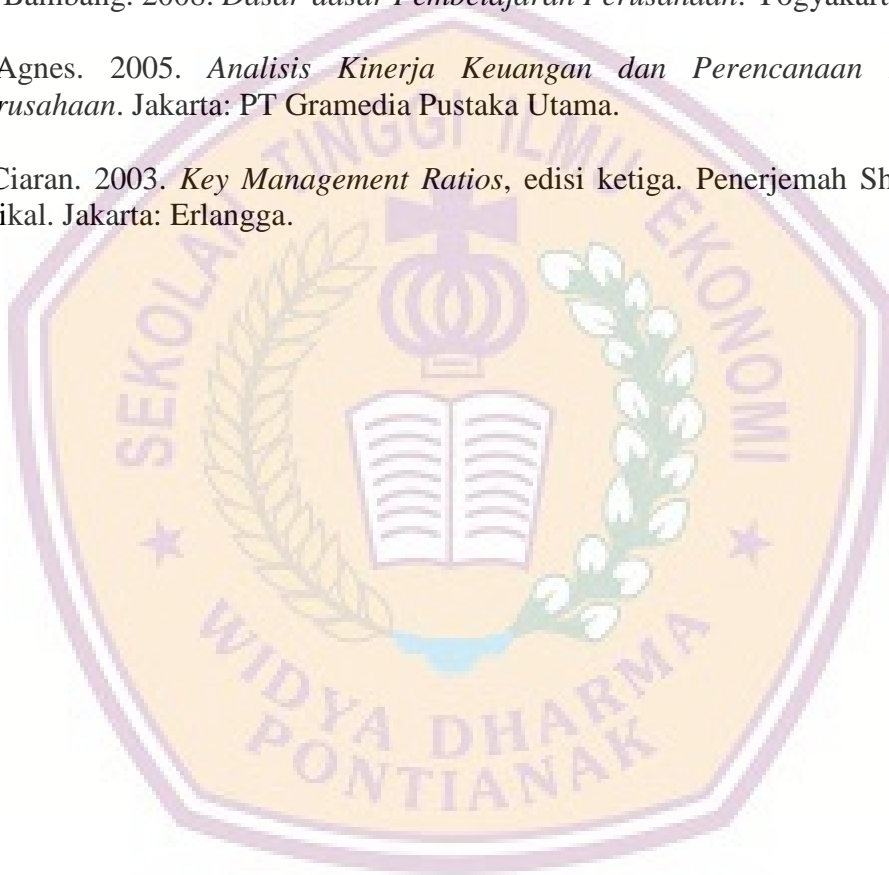 Bambang. 2008. Dasar-dasar Pembelajaran Perusahaan. Yogyakarta
Agnes. 2005. Analisis Kinerja Keuangan dan Perencanaan
rusahaan. Jakarta: PT Gramedia Pustaka Utama.
Ciaran. 2003. Key Management Ratios, edisi ketiga. Penerjemah Sh
ikal. Jakarta: Erlangga.
SEKOLAH TINGGI ILMU EKONOMI
WIDYA DHARMA
PONTIANAK